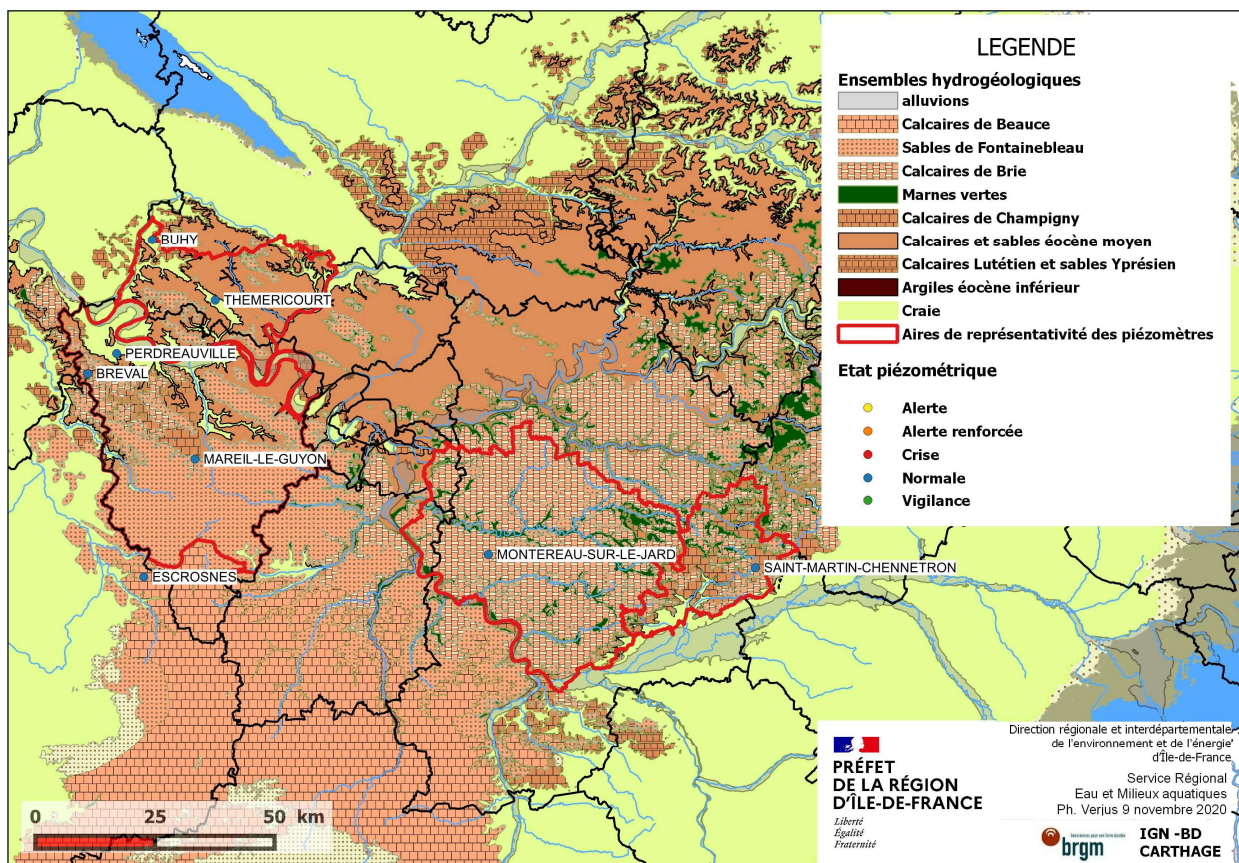 BUHY
THEMERICOURT
PERDREAUVILLE
BREVAL
MAREIL-LE-GUYON
ESCROSNES
MONTEREAU-SUR-LE-JARD
SAINT-MARTIN-CHENNETRON
0 25 50 km
LEGENDE
Ensembles hydrogéologiques
alluvions
Calcaires de Beauce
Sables de Fontainebleau
Calcaires de Brie
Marnes vertes
Calcaires de Champigny
Calcaires et sables éocène moyen
Calcaires Lutétien et sables Yprésien
Argiles éocène inférieur
Craie
Aires de représentativité des piézomètres
Etat piézométrique
Alerte
Alerte renforcée
Crise
Normale
Vigilance
PRÉFET
DE LA RÉGION
D'ÎLE-DE-FRANCE
Liberté
Égalité
Fraternité
Direction régionale et interdépartementale
de l'environnement et de l'énergie
d'Île-de-France
Service Régional
Eau et Milieux aquatiques
Ph. Verjus 9 novembre 2020
Géosciences pour une Terre durable
brgm
IGN -BD
CARTHAGE